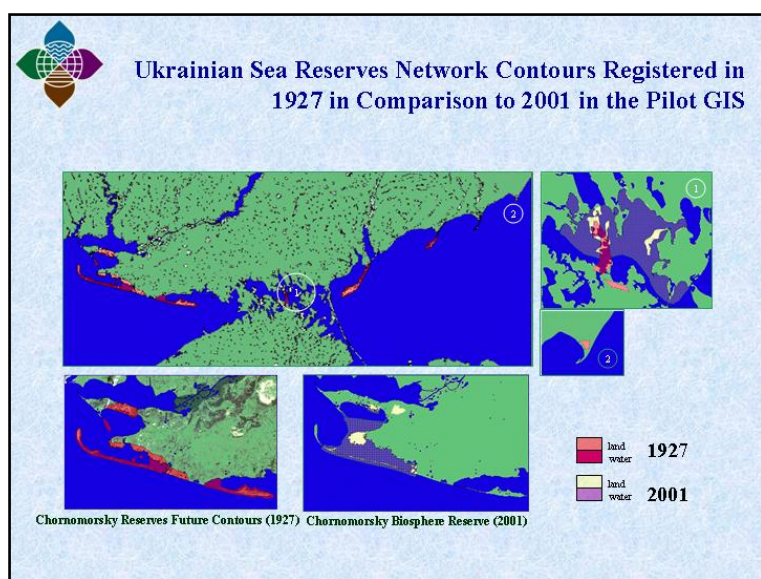 Ukrainian Sea Reserves Network Contours Registered in
1927 in Comparison to 2001 in the Pilot GIS
2
1
1
2
land
water
1927
land
water
2001
Chornomorsky Reserves Future Contours (1927)
Chornomorsky Biosphere Reserve (2001)